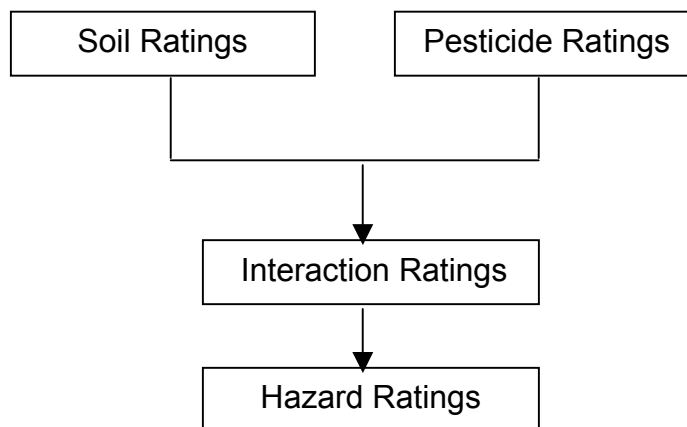 Soil Ratings
Pesticide Ratings
Interaction Ratings
Hazard Ratings